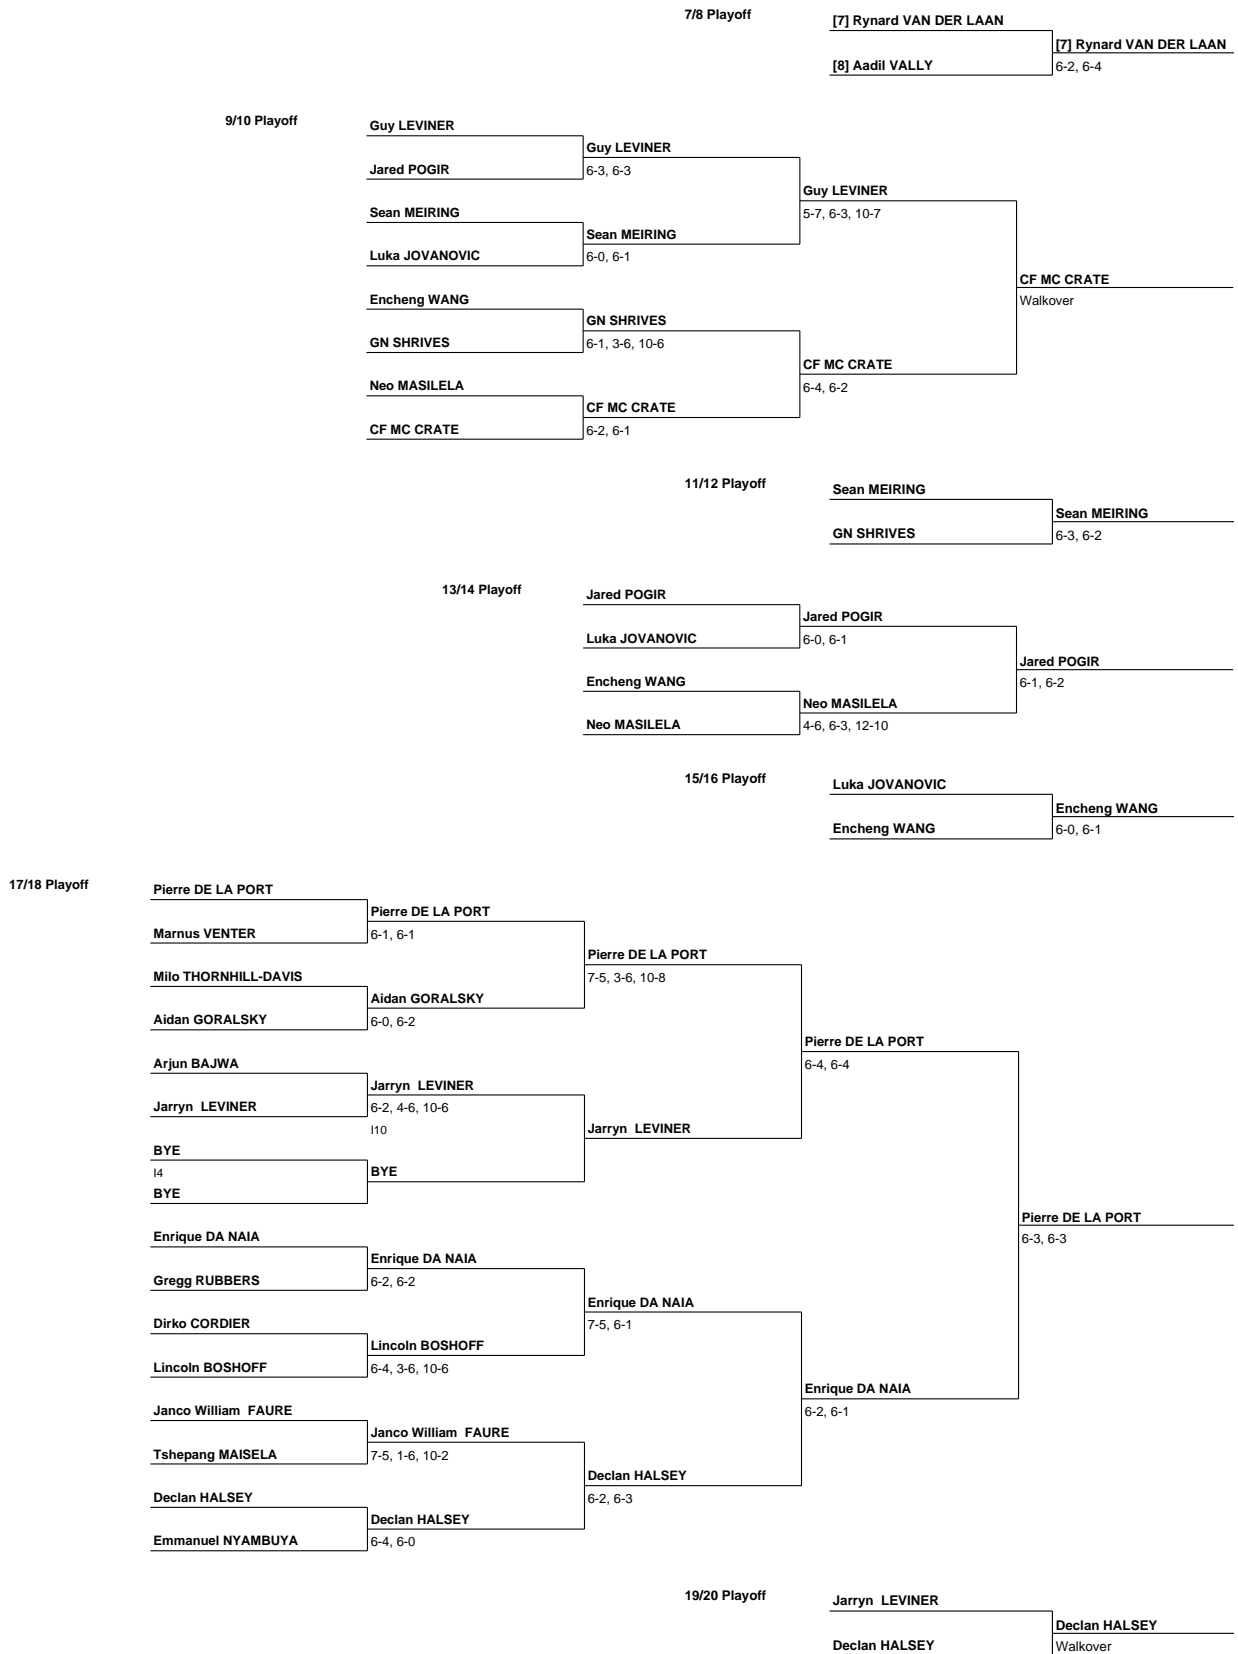 7/8 Playoff
[7] Rynard VAN DER LAAN
[7] Rynard VAN DER LAAN
[8] Aadil VALLY
6-2, 6-4
9/10 Playoff
Guy LEVINER
Guy LEVINER
Jared POGIR
6-3, 6-3
Guy LEVINER
Sean MEIRING
5-7, 6-3, 10-7
Sean MEIRING
Luka JOVANOVIC
6-0, 6-1
CF MC CRATE
Encheng WANG
Walkover
GN SHRIVES
GN SHRIVES
6-1, 3-6, 10-6
CF MC CRATE
Neo MASILELA
6-4, 6-2
CF MC CRATE
CF MC CRATE
6-2, 6-1
11/12 Playoff
Sean MEIRING
Sean MEIRING
GN SHRIVES
6-3, 6-2
13/14 Playoff
Jared POGIR
Jared POGIR
Luka JOVANOVIC
6-0, 6-1
Jared POGIR
Encheng WANG
6-1, 6-2
Neo MASILELA
Neo MASILELA
4-6, 6-3, 12-10
15/16 Playoff
Luka JOVANOVIC
Encheng WANG
Encheng WANG
6-0, 6-1
17/18 Playoff
Pierre DE LA PORT
Pierre DE LA PORT
Marnus VENTER
6-1, 6-1
Pierre DE LA PORT
Milo THORNHILL-DAVIS
7-5, 3-6, 10-8
Aidan GORALSKY
Aidan GORALSKY
6-0, 6-2
Pierre DE LA PORT
Arjun BAJWA
6-4, 6-4
Jarryn LEVINER
Jarryn LEVINER
6-2, 4-6, 10-6
I10
Jarryn LEVINER
BYE
I4
BYE
BYE
Pierre DE LA PORT
Enrique DA NAIA
6-3, 6-3
Enrique DA NAIA
Gregg RUBBERS
6-2, 6-2
Enrique DA NAIA
Dirko CORDIER
7-5, 6-1
Lincoln BOSHOFF
Lincoln BOSHOFF
6-4, 3-6, 10-6
Enrique DA NAIA
Janco William FAURE
6-2, 6-1
Janco William FAURE
Tshepang MAISELA
7-5, 1-6, 10-2
Declan HALSEY
Declan HALSEY
6-2, 6-3
Declan HALSEY
Emmanuel NYAMBUYA
6-4, 6-0
19/20 Playoff
Jarryn LEVINER
Declan HALSEY
Declan HALSEY
Walkover